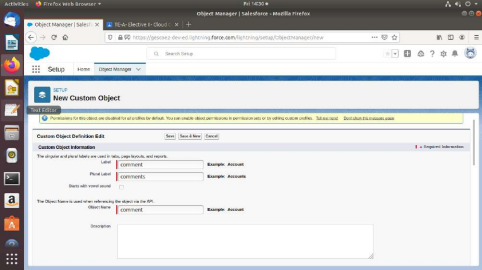 Activities Firefox Web Browser Fri 14:00
Object Manager | Salesforce - Mozilla Firefox
Object Manager | Salesfo × TE-A- Elective II- Cloud C × +
https://gescoe2-dev-ed.lightning.force.com/lightning/setup/ObjectManager/new
Search Setup
Setup Home Object Manager
SETUP
New Custom Object
Text Editor
Permissions for this object are disabled for all profiles by default. You can enable object permissions in permission sets or by editing custom profiles. Tell me more! Don't show this message again
Custom Object Definition Edit Save Save & New Cancel
Custom Object Information = Required Information
The singular and plural labels are used in tabs, page layouts, and reports.
Label comment Example: Account
Plural Label comments Example: Accounts
Starts with vowel sound
The Object Name is used when referencing the object via the API.
Object Name comment Example: Account
Description